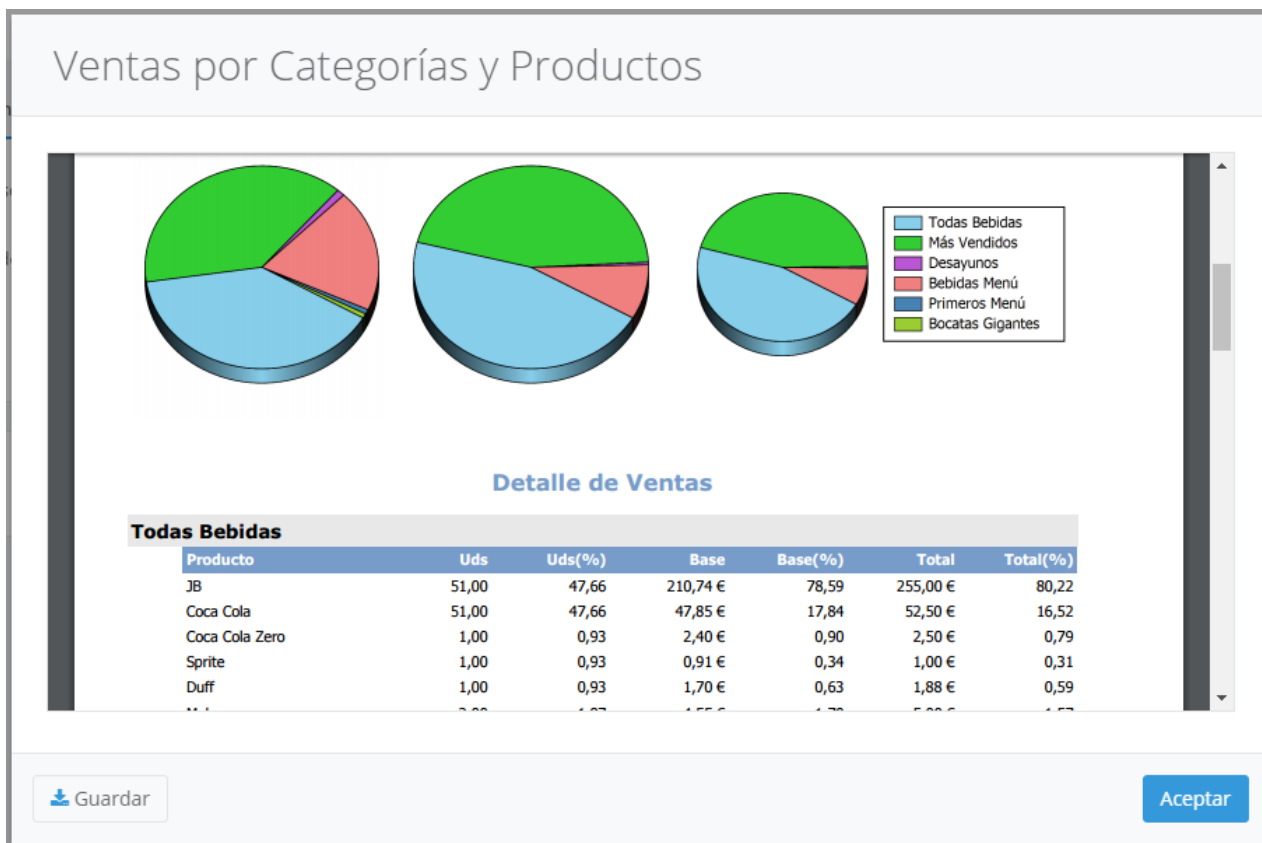 Ventas por Categorías y Productos
Todas Bebidas
Más Vendidos
Desayunos
Bebidas Menú
Primeros Menú
Bocatas Gigantes
Detalle de Ventas
Todas Bebidas
Producto Uds Uds(%) Base Base(%) Total Total(%)
JB 51,00 47,66 210,74 € 78,59 255,00 € 80,22
Coca Cola 51,00 47,66 47,85 € 17,84 52,50 € 16,52
Coca Cola Zero 1,00 0,93 2,40 € 0,90 2,50 € 0,79
Sprite 1,00 0,93 0,91 € 0,34 1,00 € 0,31
Duff 1,00 0,93 1,70 € 0,63 1,88 € 0,59
Guardar
Aceptar